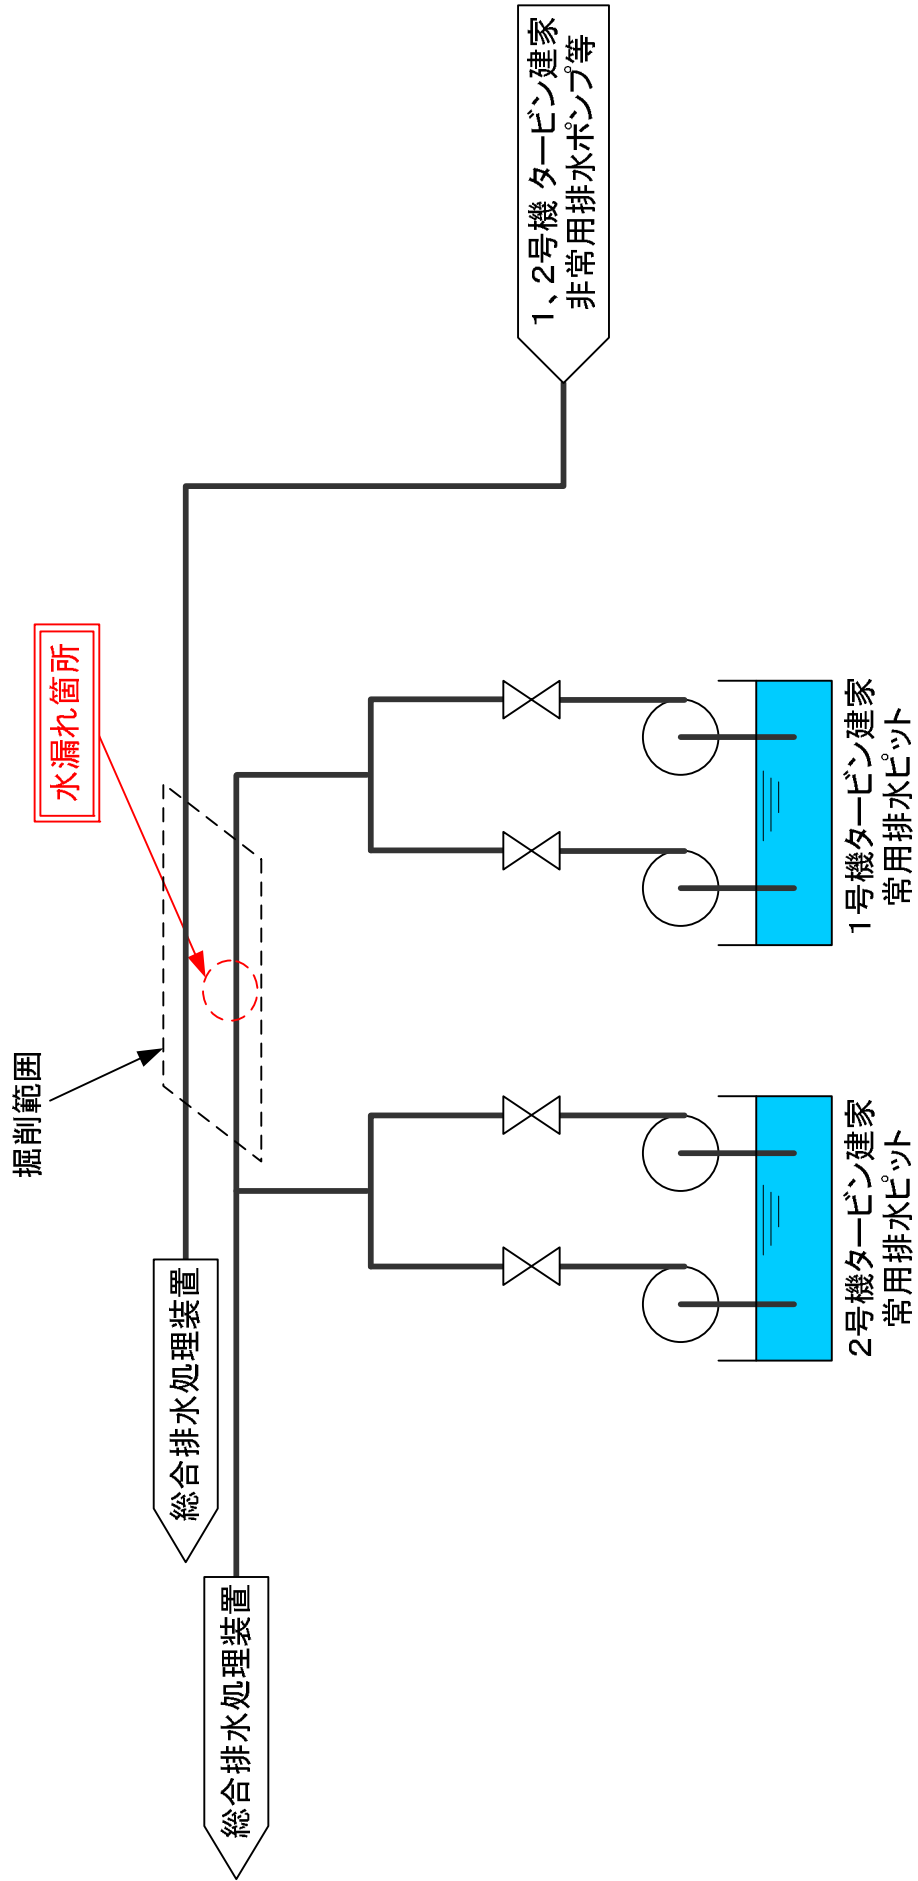 総合排水処理装置
総合排水処理装置
掘削範囲
水漏れ箇所
1、2号機 タービン建家
非常用排水ポンプ等
2号機タービン建家
常用排水ピット
1号機タービン建家
常用排水ピット